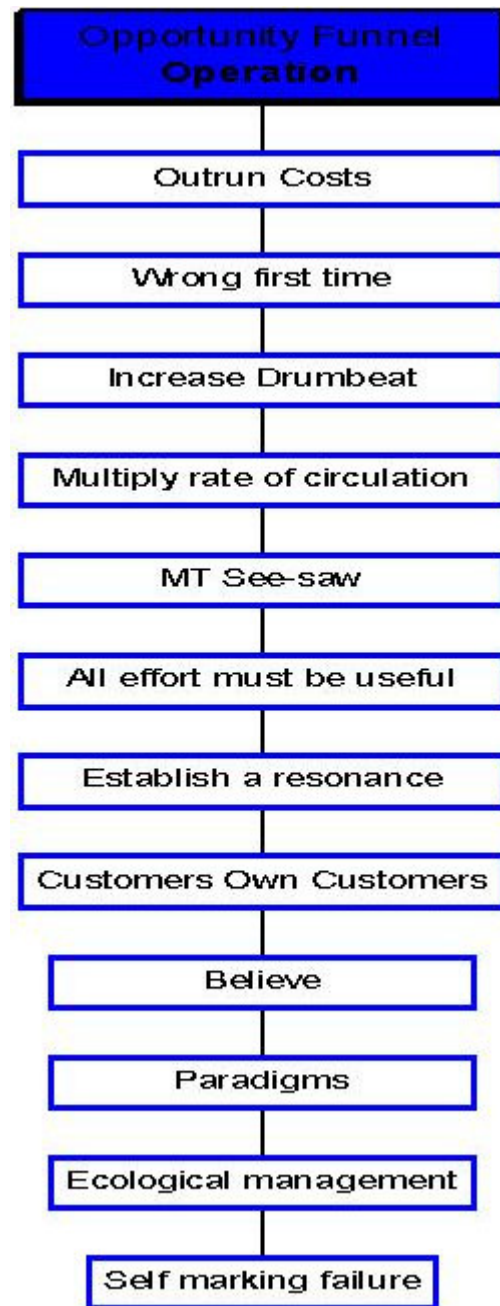 Opportunity Funnel
Operation
Outrun Costs
Wrong first time
Increase Drumbeat
Multiply rate of circulation
MT See-saw
All effort must be useful
Establish a resonance
Customers Own Customers
Believe
Paradigms
Ecological management
Self marking failure